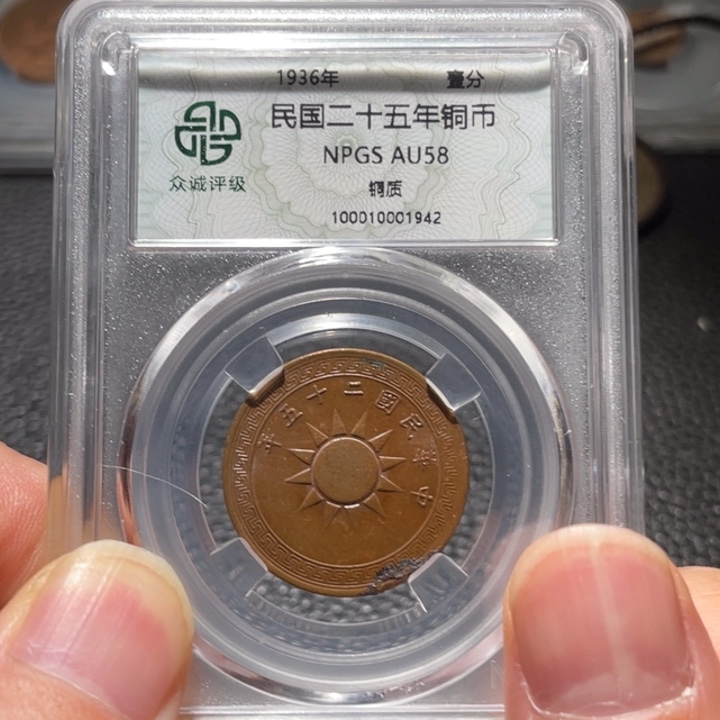 1936年 壹分
民国二十五年铜币
NPGS AU58
众诚评级
铜质
100010001942
中華民國二十五年